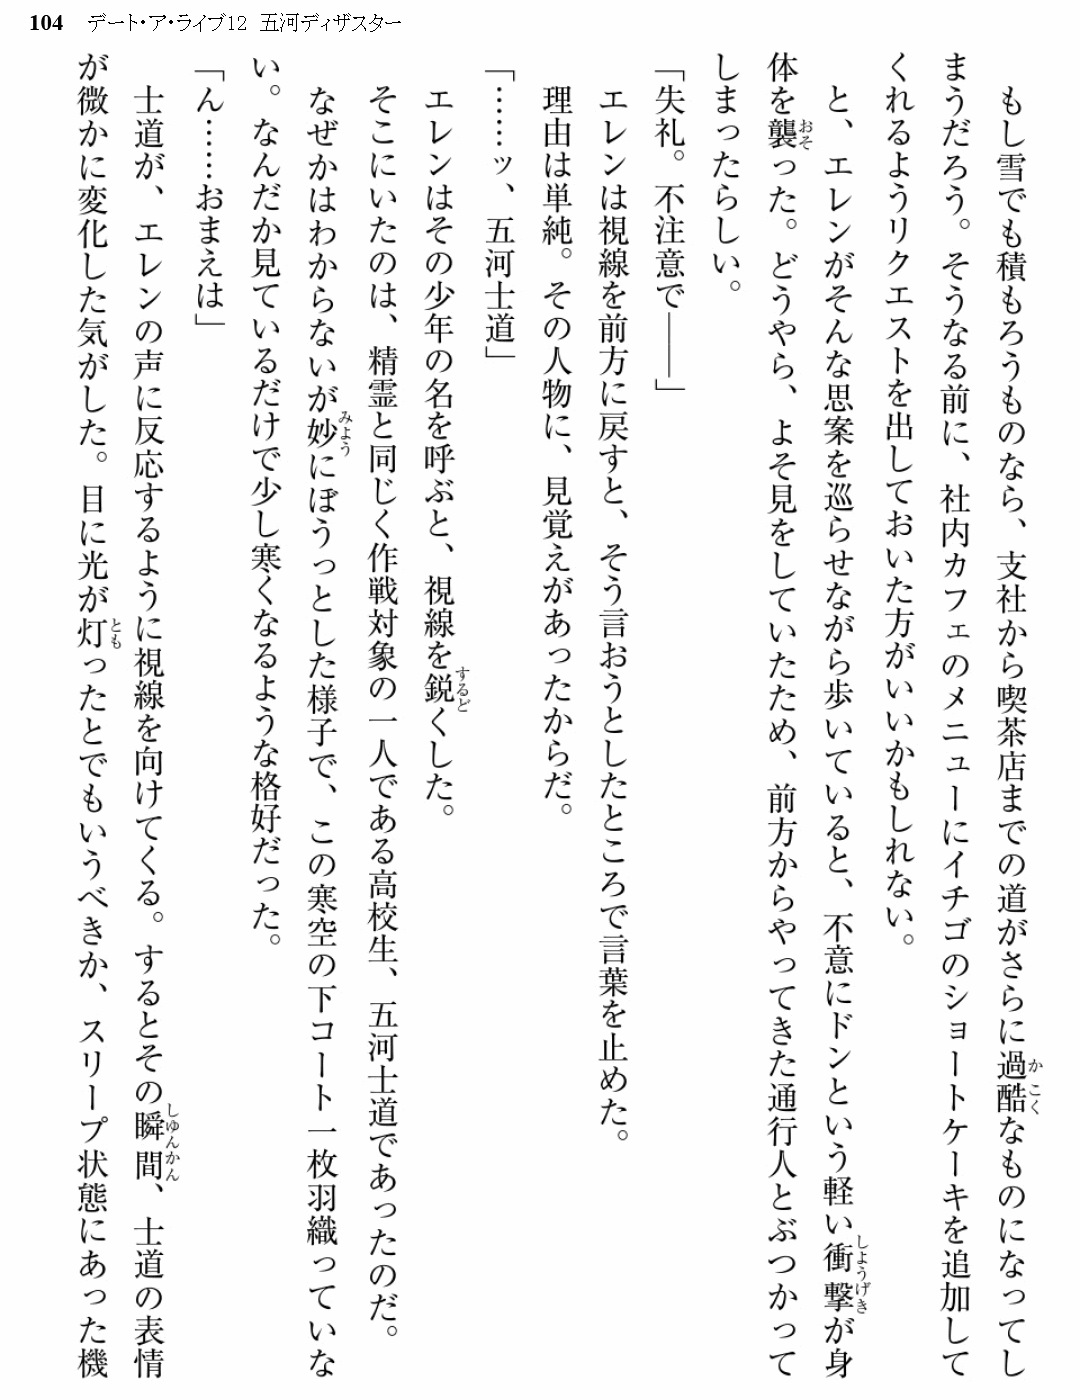 104 デート・ア・ライブ12 五河ディザスター
　もし雪でも積もろうものなら、支社から喫茶店までの道がさらに過酷なものになってし
まうだろう。そうなる前に、社内カフェのメニューにイチゴのショートケーキを追加して
くれるようリクエストを出しておいた方がいいかもしれない。
　と、エレンがそんな思案を巡らせながら歩いていると、不意にドンという軽い衝撃が身
体を襲った。どうやら、よそ見をしていたため、前方からやってきた通行人とぶつかって
しまったらしい。
「失礼。不注意で――」
　エレンは視線を前方に戻すと、そう言おうとしたところで言葉を止めた。
　理由は単純。その人物に、見覚えがあったからだ。
「……ッ、五河士道」
　エレンはその少年の名を呼ぶと、視線を鋭くした。
　そこにいたのは、精霊と同じく作戦対象の一人である高校生、五河士道であったのだ。
　なぜかはわからないが妙にぼうっとした様子で、この寒空の下コート一枚羽織っていな
い。なんだか見ているだけで少し寒くなるような格好だった。
「ん……おまえは」
　士道が、エレンの声に反応するように視線を向けてくる。するとその瞬間、士道の表情
が微かに変化した気がした。目に光が灯ったとでもいうべきか、スリープ状態にあった機